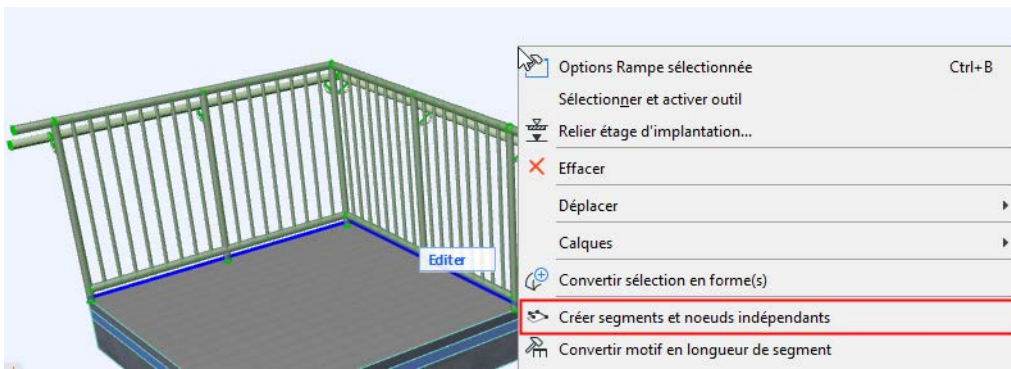 Options Rampe sélectionnée Ctrl+B
Sélectionner et activer outil
Relier étage d'implantation...
Effacer
Déplacer
Editer
Calques
Convertir sélection en forme(s)
Créer segments et noeuds indépendants
Convertir motif en longueur de segment